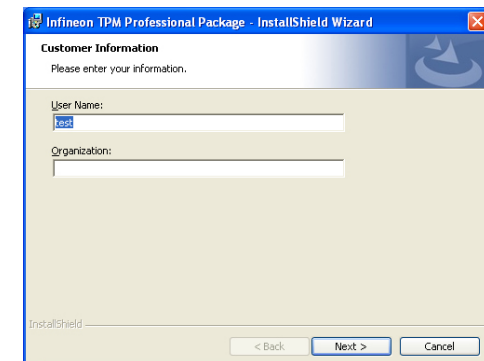 Infineon TPM Professional Package - InstallShield Wizard
Customer Information
Please enter your information.
User Name:
test
Organization:
InstallShield
< Back
Next >
Cancel